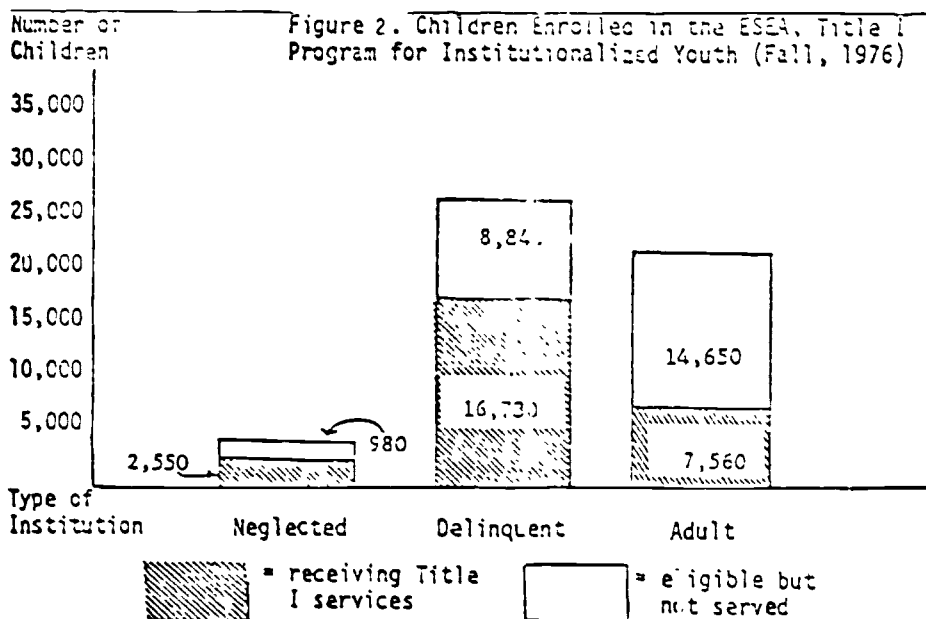 Number of Figure 2. Children Enrolled in the ESEA, Title I
Children Program for Institutionalized Youth (Fall, 1976)
35,000
30,000
25,000
20,000
15,000
10,000
5,000
8,84
16,730
14,650
7,560
980
2,550
Type of
Institution Neglected Delinquent Adult
= receiving Title
I services
= eligible but
not served